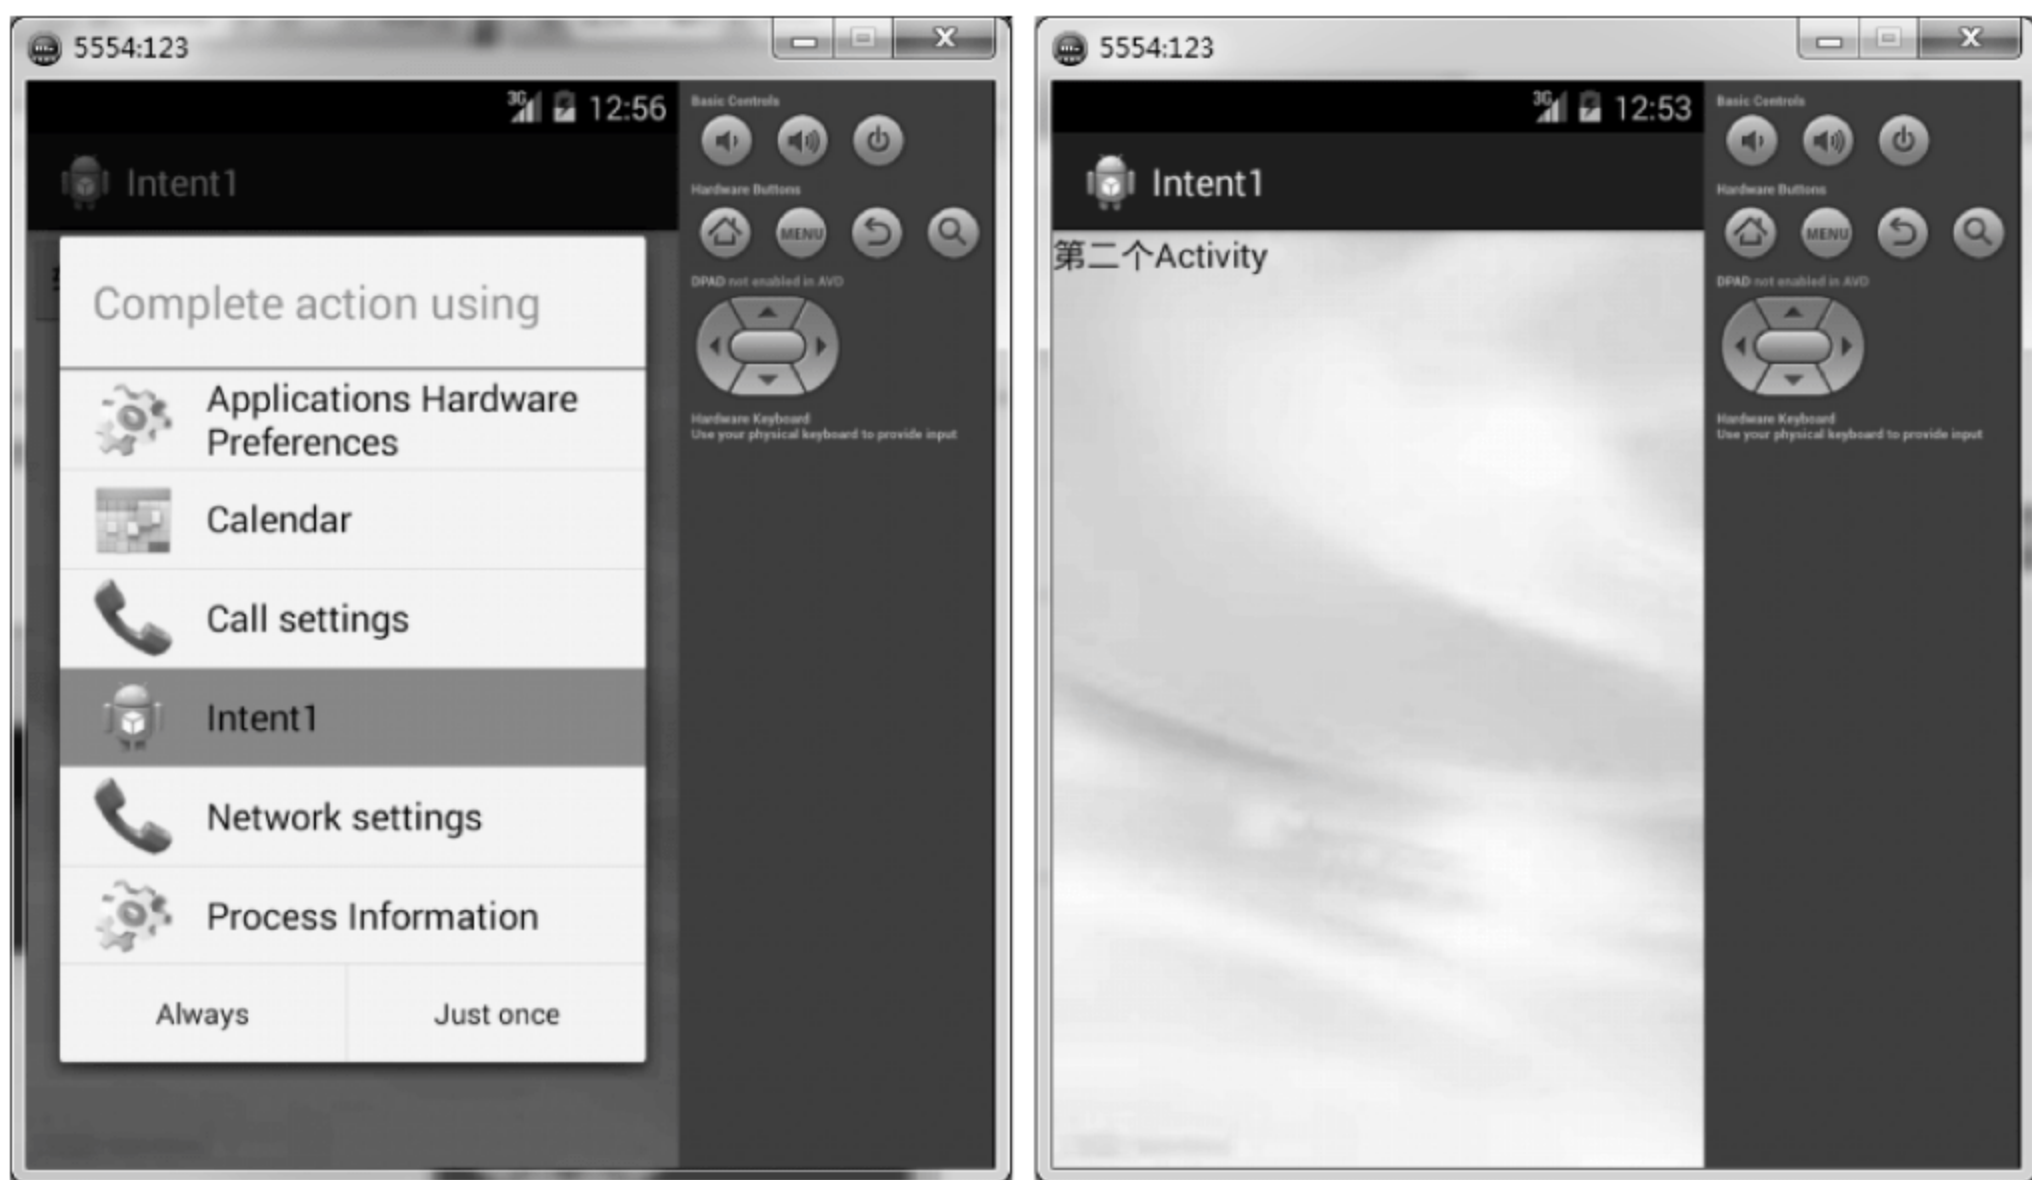 5554:123
3G 12:56
Intent1
Complete action using
Applications Hardware
Preferences
Calendar
Call settings
Intent1
Network settings
Process Information
Always
Just once
Basic Controls
Hardware Buttons
MENU
DPAD not enabled in AVD
Hardware Keyboard
Use your physical keyboard to provide input
5554:123
3G 12:53
Intent1
第二个Activity
Basic Controls
Hardware Buttons
MENU
DPAD not enabled in AVD
Hardware Keyboard
Use your physical keyboard to provide input